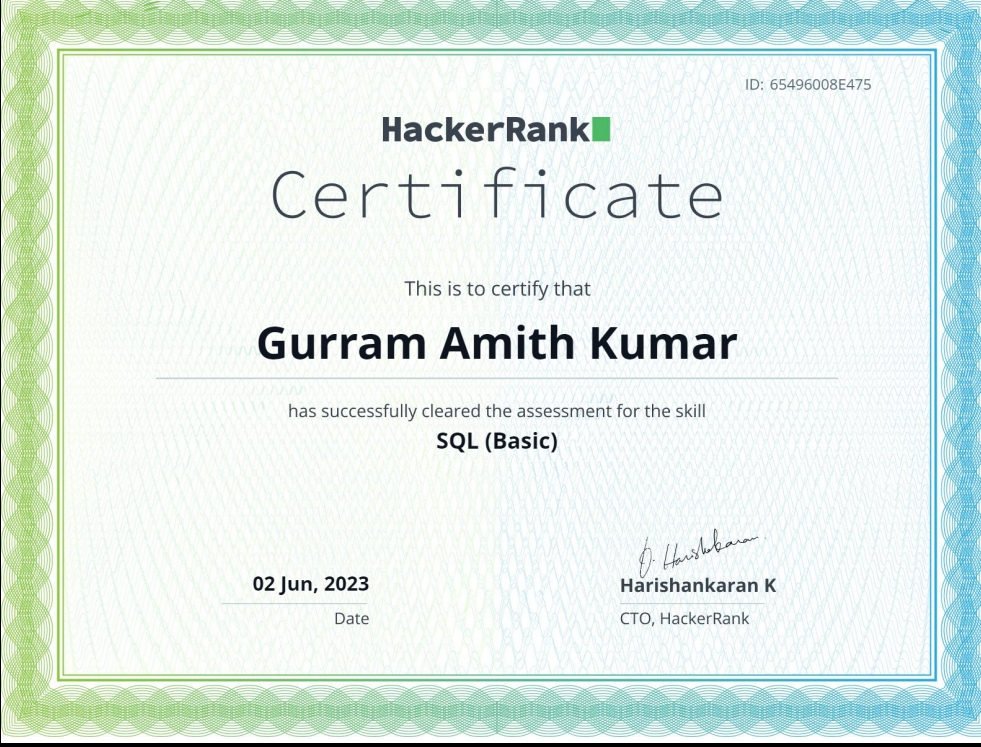 ID: 65496008E475
HackerRank
Certificate
This is to certify that
Gurram Amith Kumar
has successfully cleared the assessment for the skill
SQL (Basic)
02 Jun, 2023
Date
Harishankaran K
CTO, HackerRank